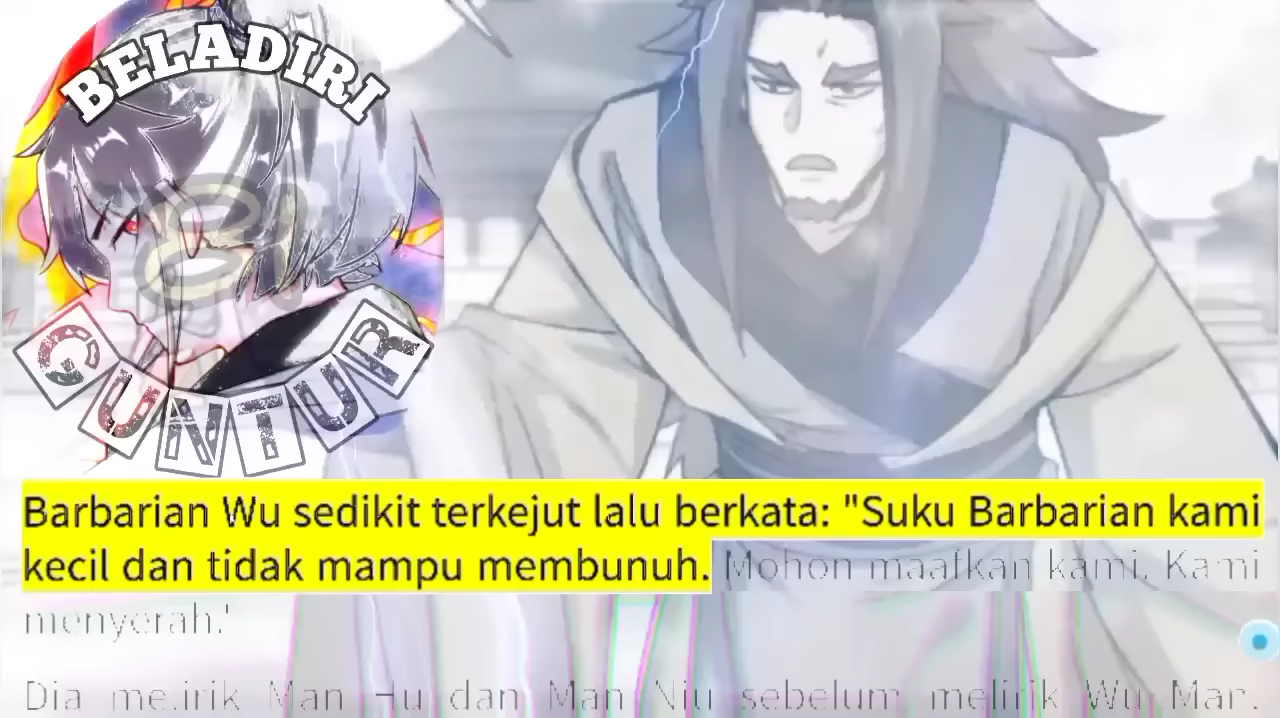 BELADIRI
GUNTUR
Barbarian Wu sedikit terkejut lalu berkata: "Suku Barbarian kami
kecil dan tidak mampu membunuh. Mohon maafkan kami. Kami
menyerah."
Dia melirik Man Hu dan Man Niu sebelum melirik Wu Man.